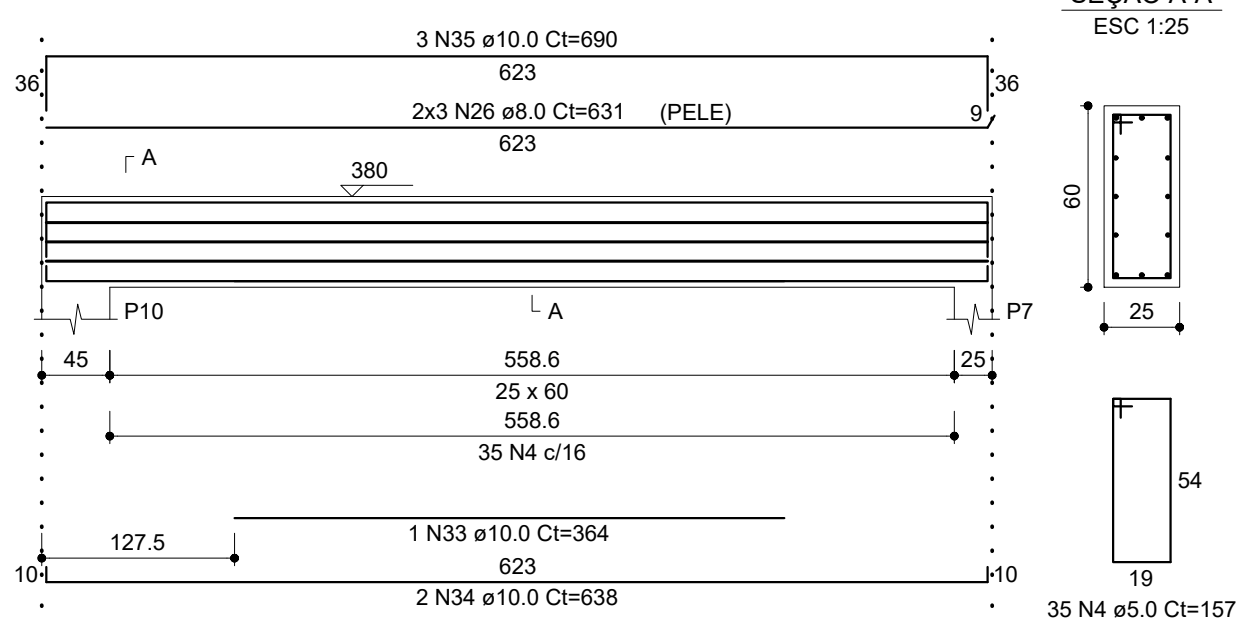 SEÇÃO A-A
ESC 1:25
3 N35 ø10.0 Ct=690
36
623
36
2x3 N26 ø8.0 Ct=631 (PELE)
9
623
A
380
60
P10
A
P7
25
45
558.6
25
25 x 60
558.6
35 N4 c/16
54
1 N33 ø10.0 Ct=364
127.5
623
10
10
19
2 N34 ø10.0 Ct=638
35 N4 ø5.0 Ct=157